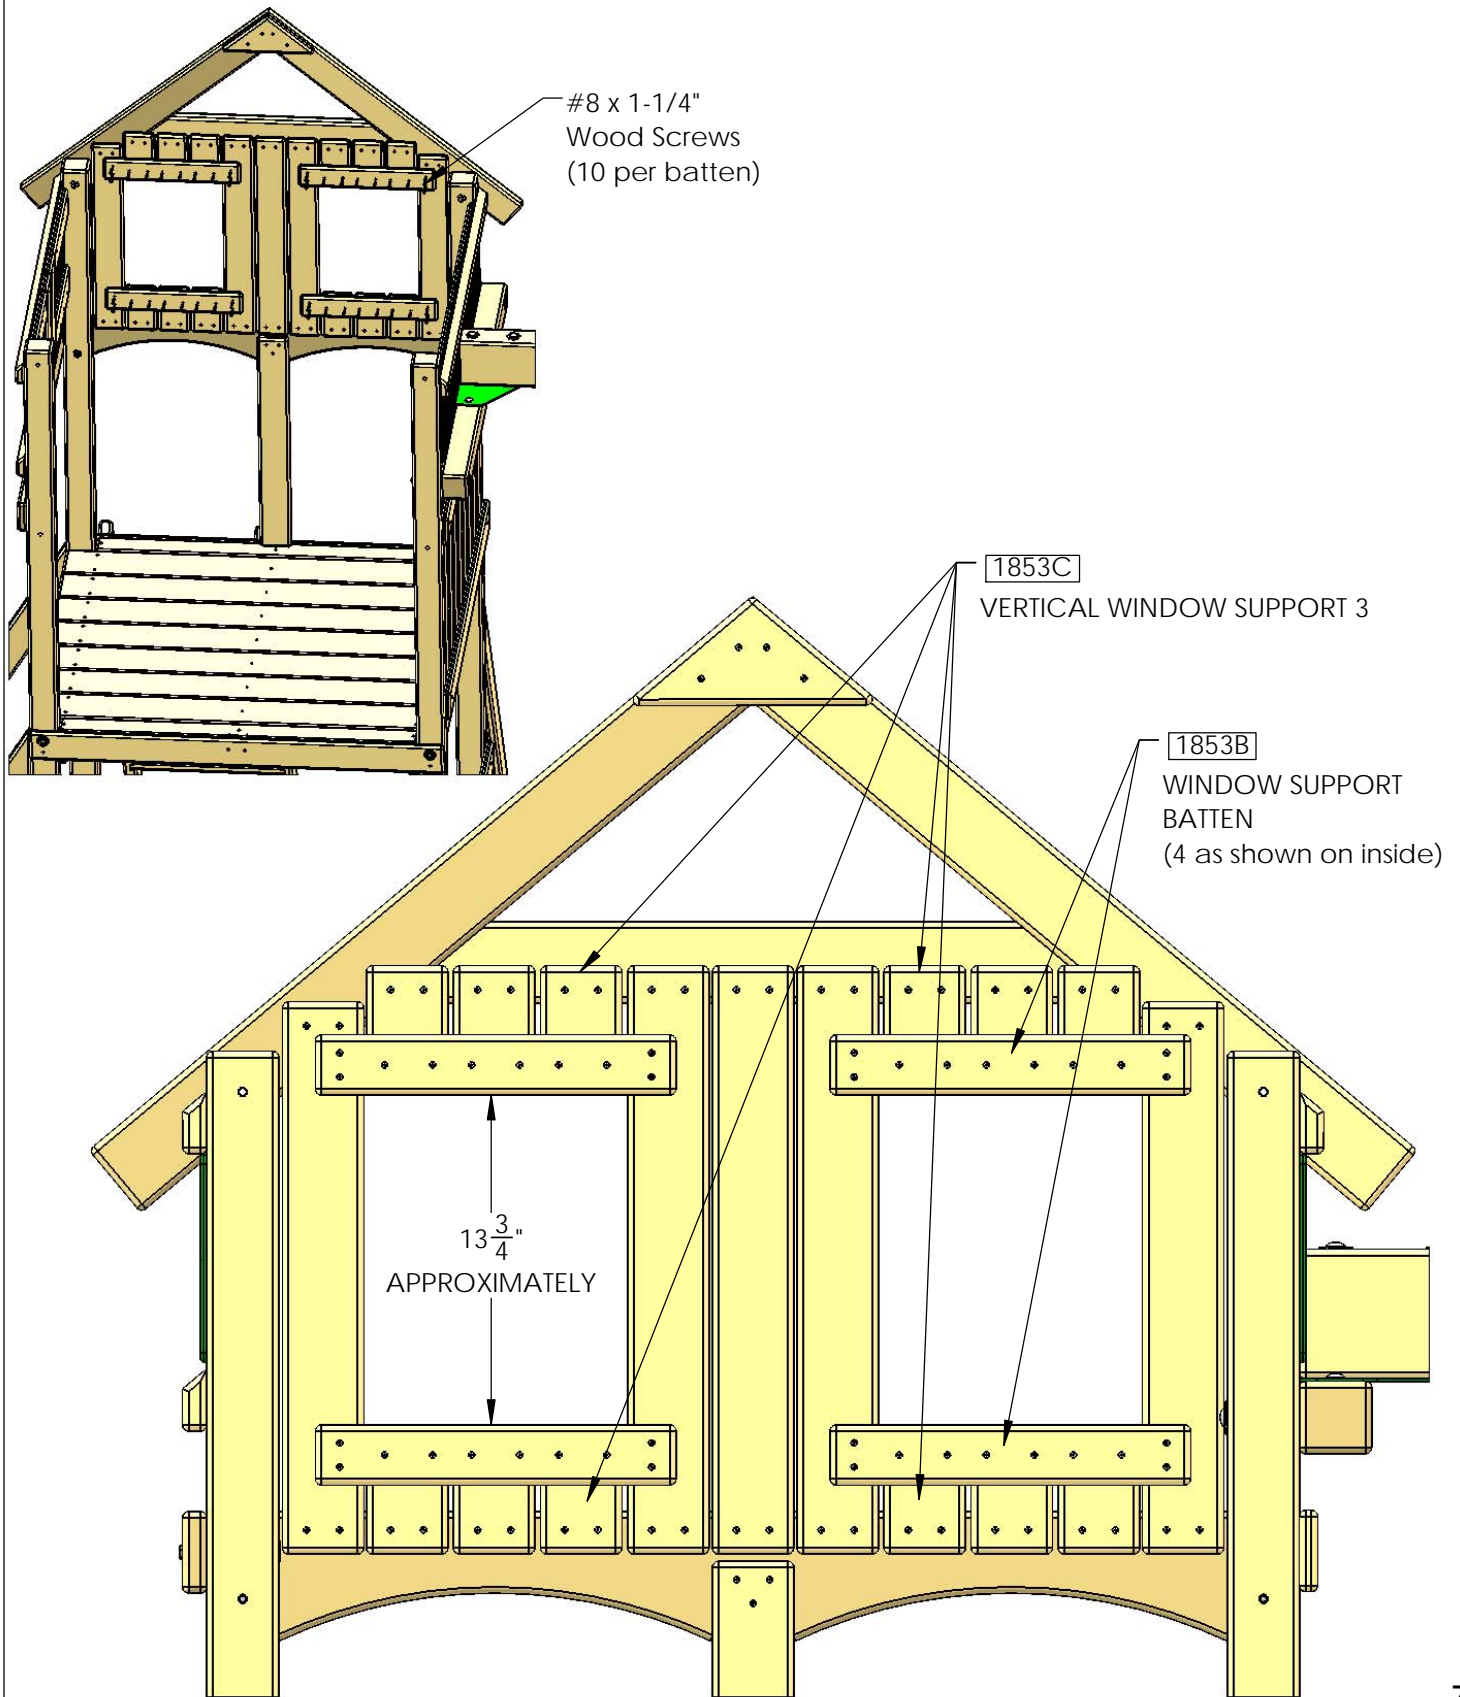 #8 x 1-1/4"
Wood Screws
(10 per batten)
1853C
VERTICAL WINDOW SUPPORT 3
1853B
WINDOW SUPPORT
BATTEN
(4 as shown on inside)
13 3/4"
APPROXIMATELY